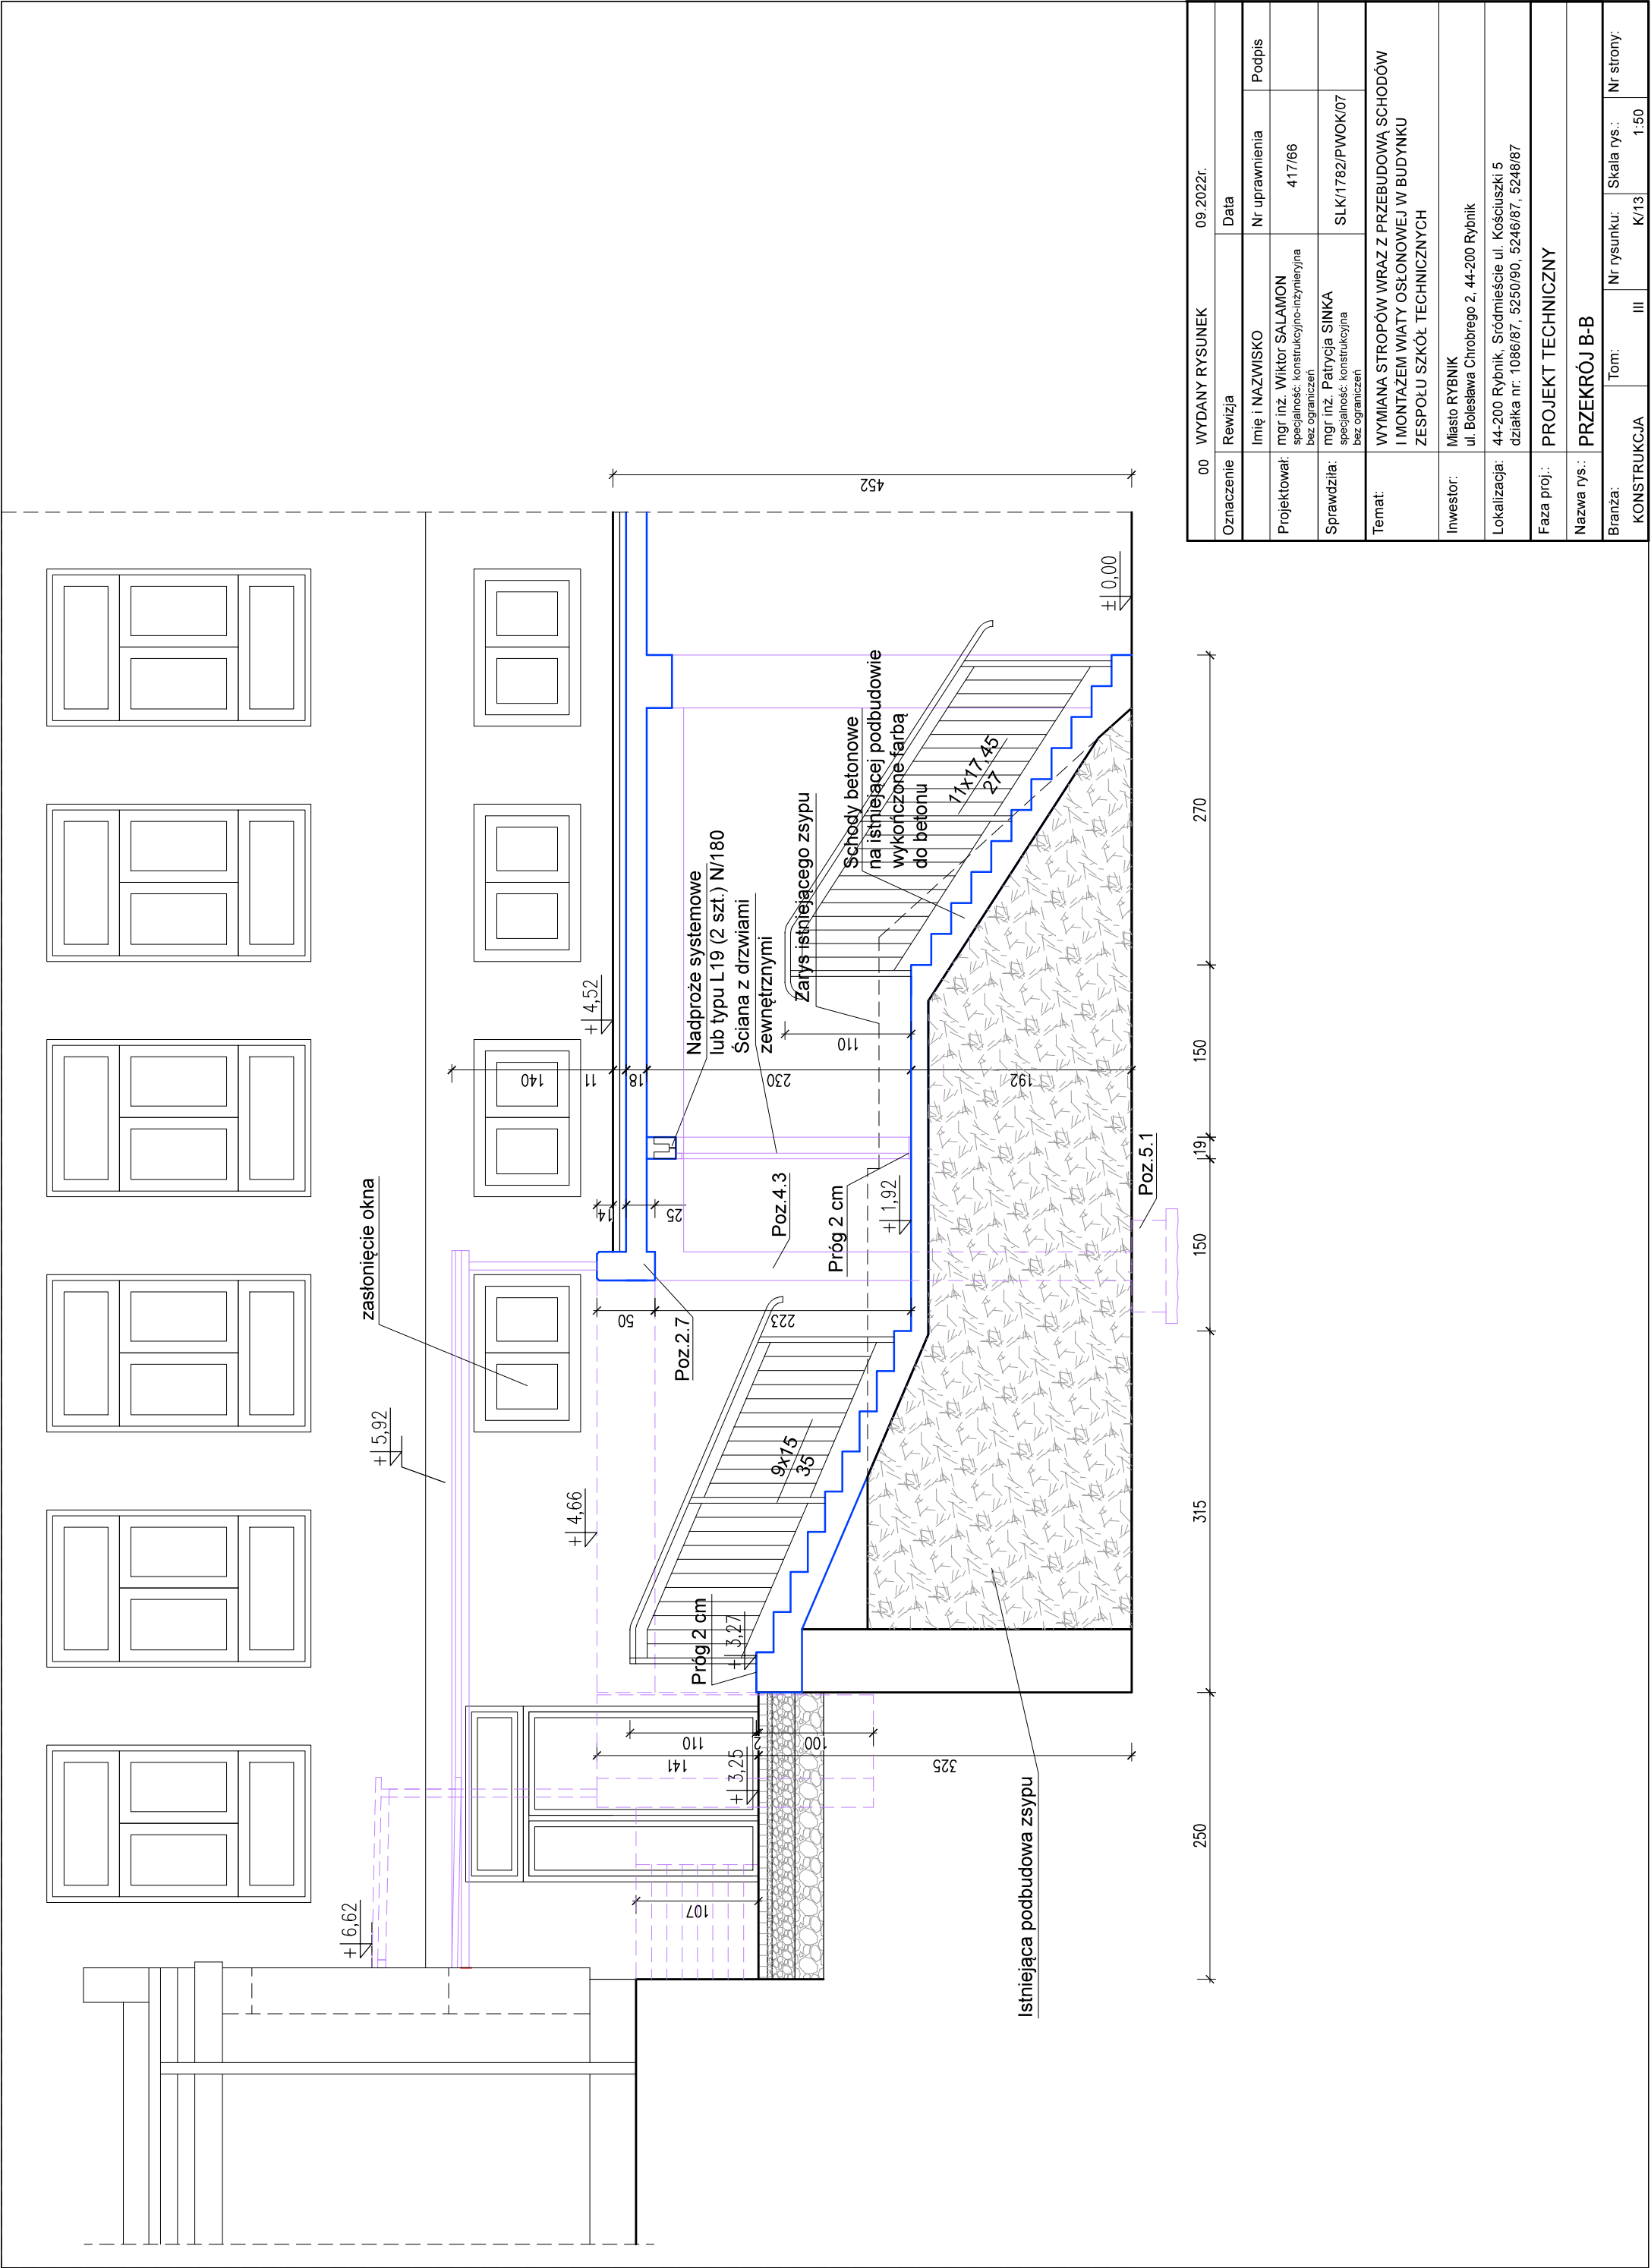 zasłonięcie okna
+ 6,62
+ 5,92
+ 4,66
+ 4,52
140
11
18
230
192
110
14
25
50
223
Nadproże systemowe
lub typu L19 (2 szt.) N/180
Ściana z drzwiami
zewnętrznymi
Zarys istniejącego zsypu
Schody betonowe
na istniejącej podbudowie
wykończone farbą
do betonu
11x17,45
27
9x15
35
Poz.2.7
Poz.4.3
Próg 2 cm
+ 1,92
Próg 2 cm
+ 3,27
+ 3,25
110
2
100
141
325
107
± 0,00
452
Poz.5.1
Istniejąca podbudowa zsypu
250
315
150
19
150
270
00 WYDANY RYSUNEK 09.2022r.
Oznaczenie Rewizja Data
Imię i NAZWISKO Nr uprawnienia Podpis
Projektował: mgr inż. Wiktor SALAMON 417/66
specjalność: konstrukcyjno-inżynieryjna
bez ograniczeń
Sprawdziła: mgr inż. Patrycja SINKA SLK/1782/PWOK/07
specjalność: konstrukcyjna
bez ograniczeń
Temat: WYMIANA STROPÓW WRAZ Z PRZEBUDOWĄ SCHODÓW
I MONTAŻEM WIATY OSŁONOWEJ W BUDYNKU
ZESPOŁU SZKÓŁ TECHNICZNYCH
Inwestor: Miasto RYBNIK
ul. Bolesława Chrobrego 2, 44-200 Rybnik
Lokalizacja: 44-200 Rybnik, Śródmieście ul. Kościuszki 5
działka nr: 1086/87, 5250/90, 5246/87, 5248/87
Faza proj.: PROJEKT TECHNICZNY
Nazwa rys.: PRZEKRÓJ B-B
Branża: Tom: Nr rysunku: Skala rys.: Nr strony:
KONSTRUKCJA III K/13 1:50